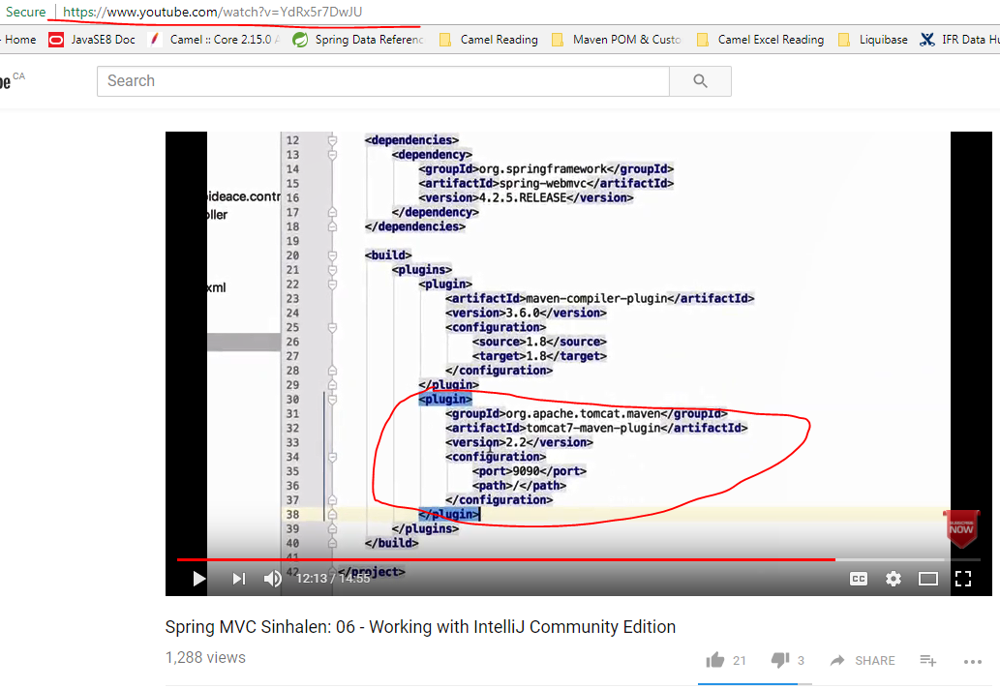 Secure | https://www.youtube.com/watch?v=YdRx5r7DwJU
Home JavaSE8 Doc Camel :: Core 2.15.0 A Spring Data Referenc Camel Reading Maven POM & Custo Camel Excel Reading Liquibase IFR Data Hu
be CA Search
12 <dependencies>
13 <dependency>
14 <groupId>org.springframework</groupId>
15 <artifactId>spring-webmvc</artifactId>
ideace.contr 16 <version>4.2.5.RELEASE</version>
oller 17 </dependency>
18 </dependencies>
19
20 <build>
21 <plugins>
22 <plugin>
xml 23 <artifactId>maven-compiler-plugin</artifactId>
24 <version>3.6.0</version>
25 <configuration>
26 <source>1.8</source>
27 <target>1.8</target>
28 </configuration>
29 </plugin>
30 <plugin>
31 <groupId>org.apache.tomcat.maven</groupId>
32 <artifactId>tomcat7-maven-plugin</artifactId>
33 <version>2.2</version>
34 <configuration>
35 <port>9090</port>
36 <path>/</path>
37 </configuration>
38 </plugin>
39 </plugins>
SUBSCRIBE
NOW
40 </build>
41
42 </project>
12:13 / 14:55 CC
Spring MVC Sinhalen: 06 - Working with IntelliJ Community Edition
1,288 views
21 3 SHARE